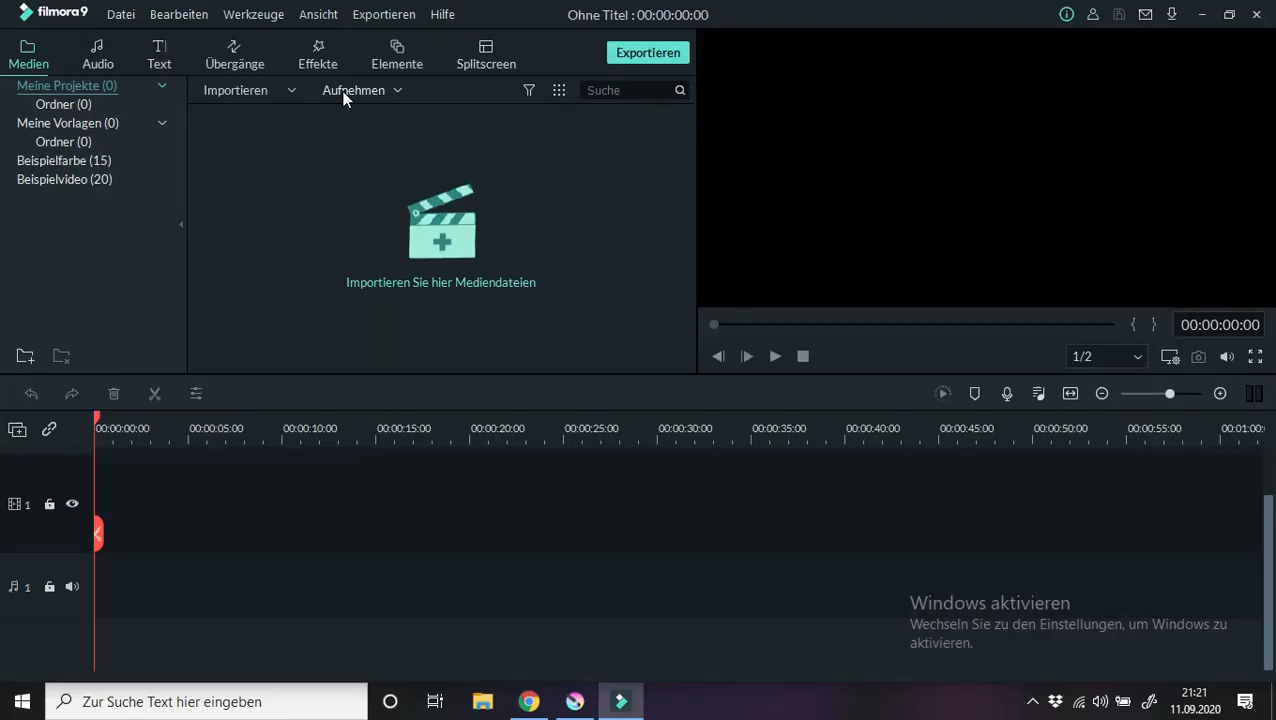 filmora9 Datei Bearbeiten Werkzeuge Ansicht Exportieren Hilfe Ohne Titel : 00:00:00:00
Medien Audio Text Übergänge Effekte Elemente Splitscreen Exportieren
Meine Projekte (0)
Ordner (0)
Meine Vorlagen (0)
Ordner (0)
Beispielfarbe (15)
Beispielvideo (20)
Importieren Aufnehmen Suche
Importieren Sie hier Mediendateien
00:00:00:00
1/2
00:00:00:00 00:00:05:00 00:00:10:00 00:00:15:00 00:00:20:00 00:00:25:00 00:00:30:00 00:00:35:00 00:00:40:00 00:00:45:00 00:00:50:00 00:00:55:00 00:01:00:
1
1
Windows aktivieren
Wechseln Sie zu den Einstellungen, um Windows zu
aktivieren.
Zur Suche Text hier eingeben
21:21
11.09.2020